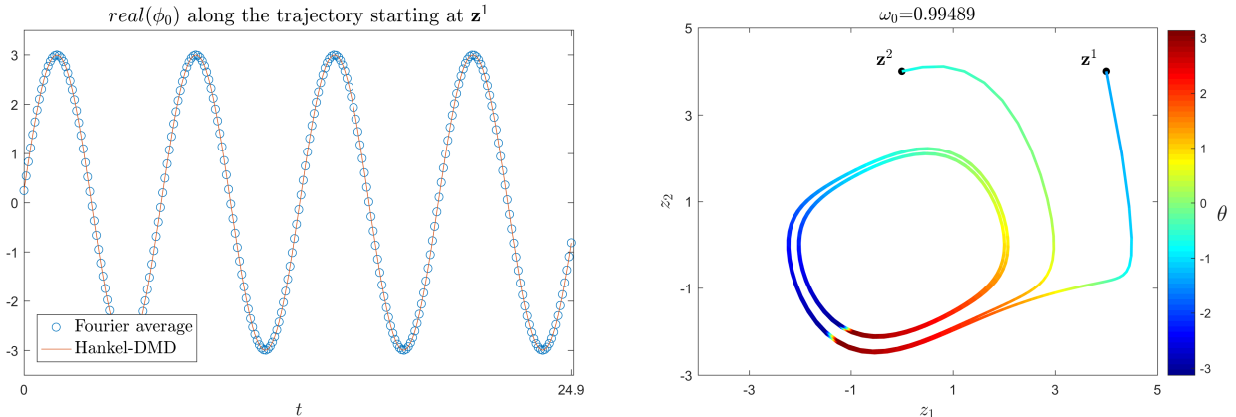 real(ϕ₀) along the trajectory starting at z¹
3
2
1
0
-1
-2
-3
Fourier average
Hankel-DMD
0
24.9
t
ω₀=0.99489
5
3
1
-1
-3
z₂
z²
z¹
-3
-1
1
3
5
z₁
3
2
1
0
-1
-2
-3
θ